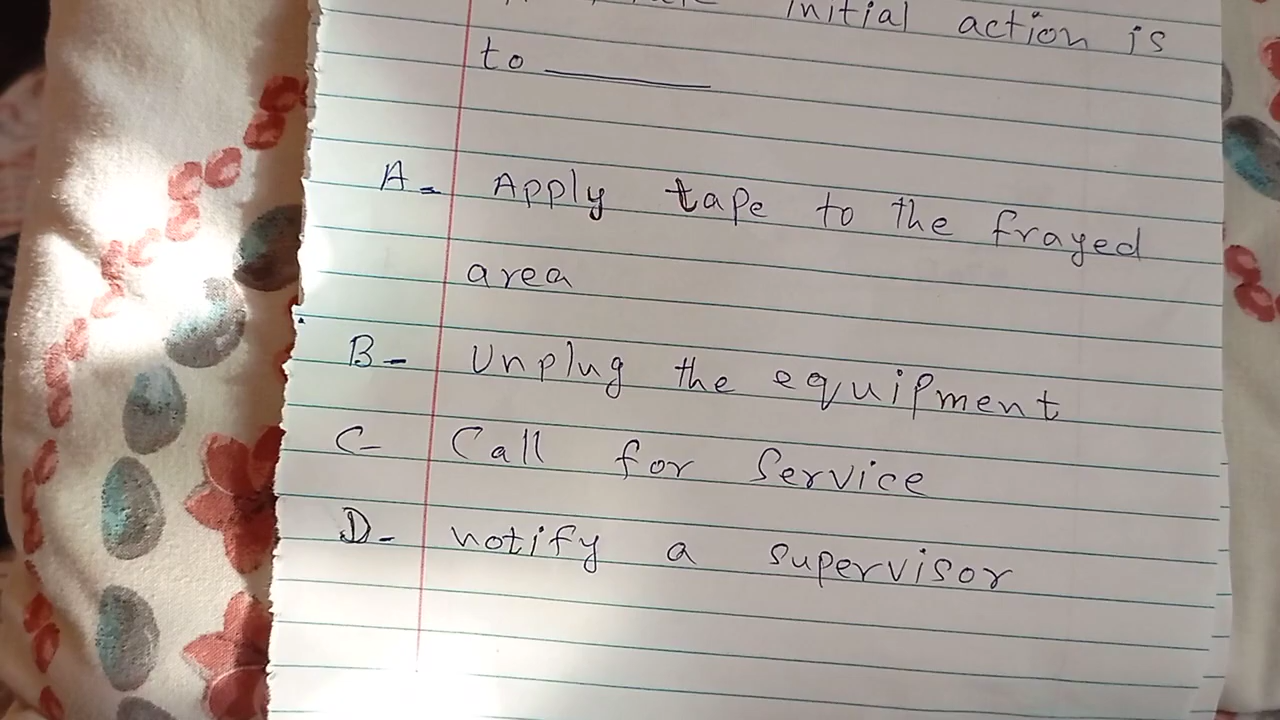 initial action is
to ______
A- Apply tape to the frayed
area
B- Unplug the equipment
C- Call for Service
D- notify a supervisor